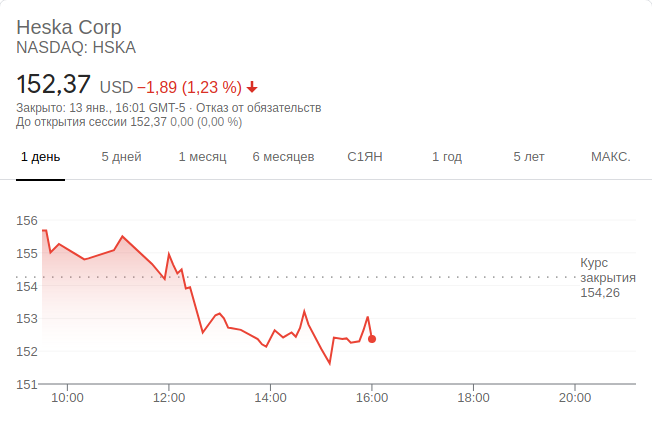 Heska Corp
NASDAQ: HSKA
152,37 USD −1,89 (1,23 %)
Закрыто: 13 янв., 16:01 GMT-5 · Отказ от обязательств
До открытия сессии 152,37 0,00 (0,00 %)
1 день 5 дней 1 месяц 6 месяцев С1ЯН 1 год 5 лет МАКС.
156
155
154
153
152
151
Курс
закрытия
154,26
10:00 12:00 14:00 16:00 18:00 20:00